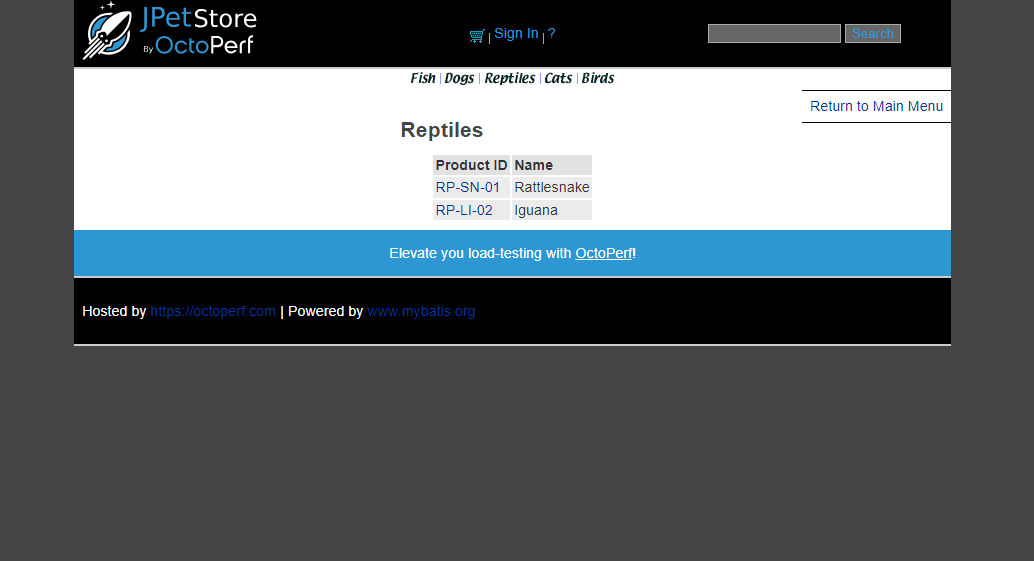 JPetStore
By OctoPerf
| Sign In | ?
Search
Fish | Dogs | Reptiles | Cats | Birds
Return to Main Menu
Reptiles
Product ID Name
RP-SN-01 Rattlesnake
RP-LI-02 Iguana
Elevate you load-testing with OctoPerf!
Hosted by https://octoperf.com | Powered by www.mybatis.org